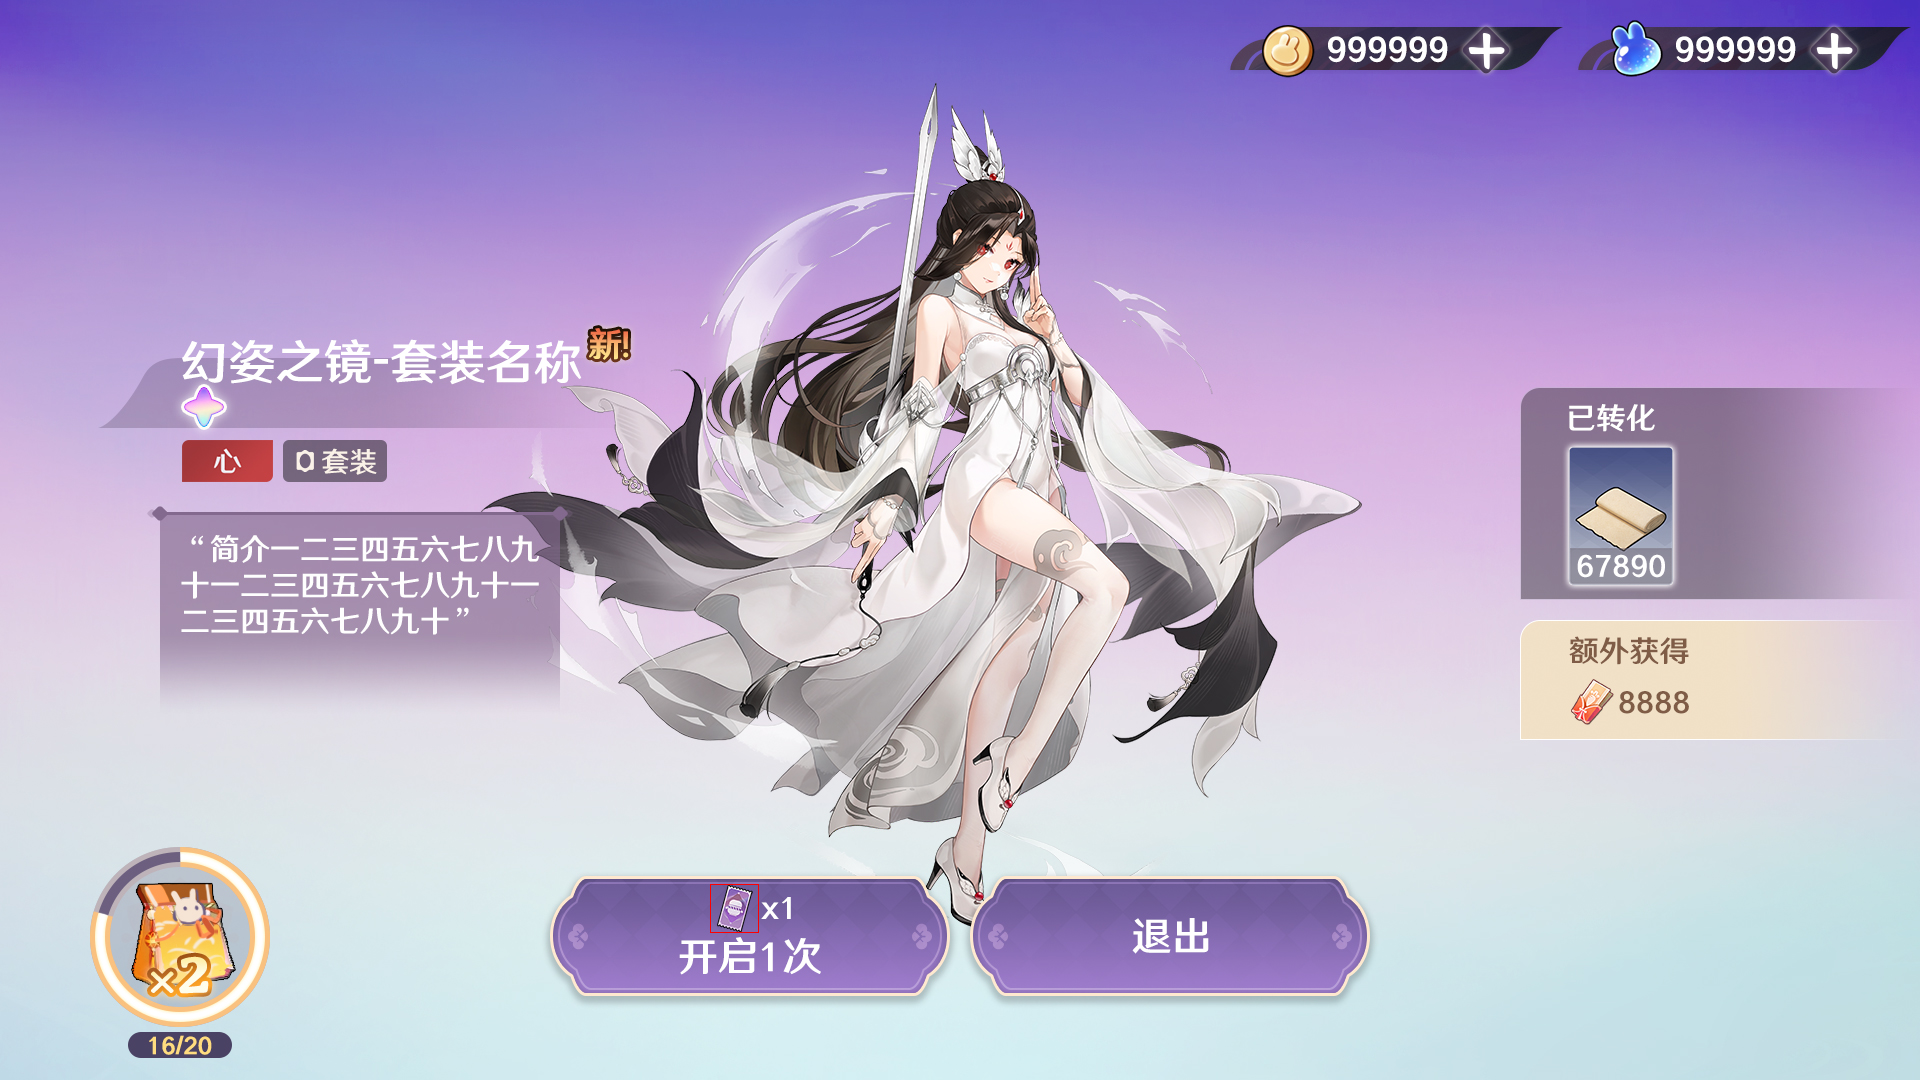 999999
999999
幻姿之镜-套装名称
新!
心
套装
“简介一二三四五六七八九
十一二三四五六七八九十一
二三四五六七八九十”
已转化
67890
额外获得
8888
x2
16/20
x1
开启1次
退出